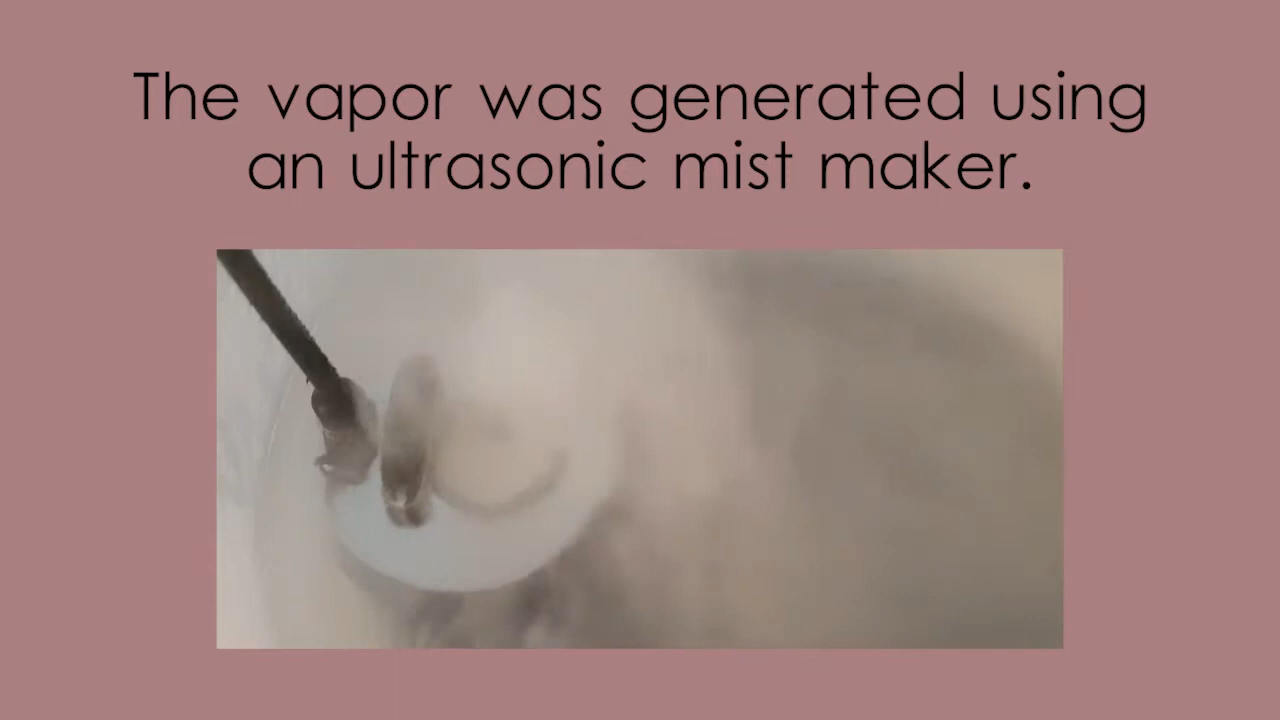 The vapor was generated using
an ultrasonic mist maker.